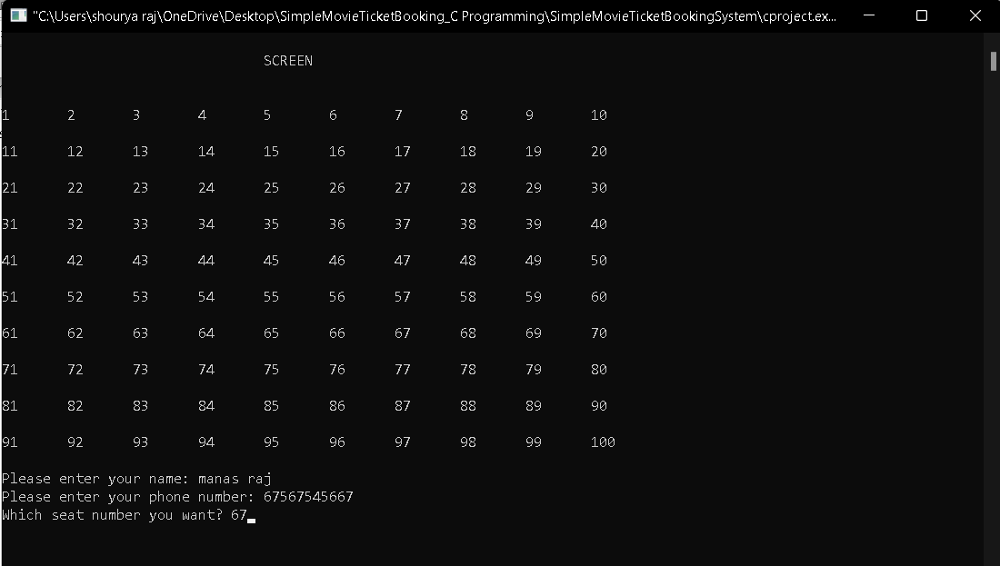 "C:\Users\shourya raj\OneDrive\Desktop\SimpleMovieTicketBooking_C Programming\SimpleMovieTicketBookingSystem\cproject.ex...
SCREEN
1 2 3 4 5 6 7 8 9 10
11 12 13 14 15 16 17 18 19 20
21 22 23 24 25 26 27 28 29 30
31 32 33 34 35 36 37 38 39 40
41 42 43 44 45 46 47 48 49 50
51 52 53 54 55 56 57 58 59 60
61 62 63 64 65 66 67 68 69 70
71 72 73 74 75 76 77 78 79 80
81 82 83 84 85 86 87 88 89 90
91 92 93 94 95 96 97 98 99 100
Please enter your name: manas raj
Please enter your phone number: 67567545667
Which seat number you want? 67